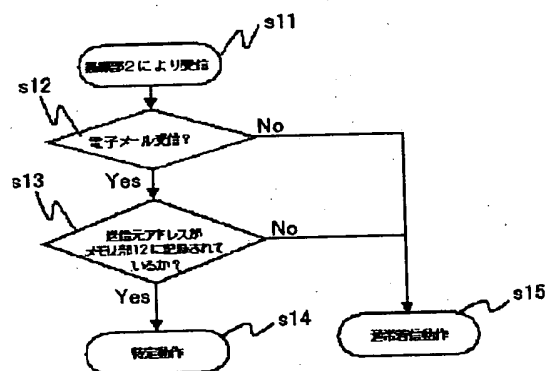 s11
無線部2により受信
s12
電子メール受信？
No
Yes
s13
送信元アドレスが
メモリ部12に記録されて
いるか？
No
Yes
s14
特定動作
s15
通常着信動作